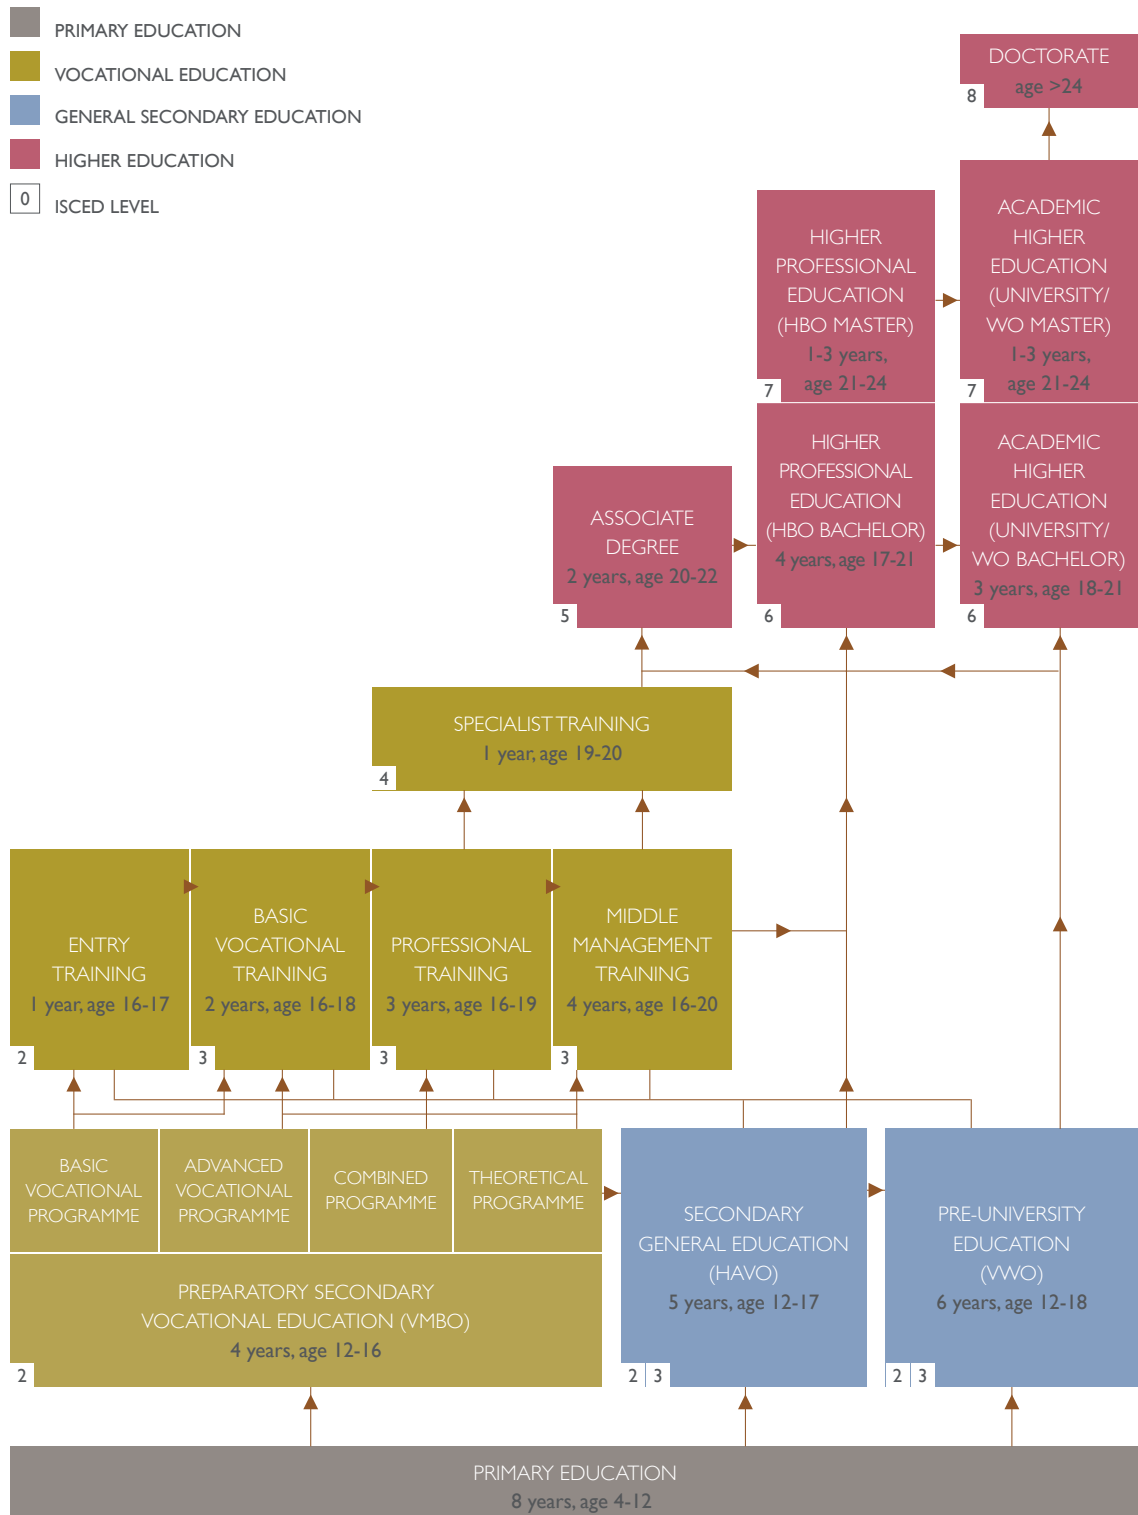 PRIMARY EDUCATION
VOCATIONAL EDUCATION
GENERAL SECONDARY EDUCATION
HIGHER EDUCATION
0
ISCED LEVEL
DOCTORATE
age >24
8
HIGHER
PROFESSIONAL
EDUCATION
(HBO MASTER)
1-3 years,
age 21-24
7
ACADEMIC
HIGHER
EDUCATION
(UNIVERSITY/
WO MASTER)
1-3 years,
age 21-24
7
ASSOCIATE
DEGREE
2 years, age 20-22
5
HIGHER
PROFESSIONAL
EDUCATION
(HBO BACHELOR)
4 years, age 17-21
6
ACADEMIC
HIGHER
EDUCATION
(UNIVERSITY/
WO BACHELOR)
3 years, age 18-21
6
SPECIALIST TRAINING
1 year, age 19-20
4
ENTRY
TRAINING
1 year, age 16-17
2
BASIC
VOCATIONAL
TRAINING
2 years, age 16-18
3
PROFESSIONAL
TRAINING
3 years, age 16-19
3
MIDDLE
MANAGEMENT
TRAINING
4 years, age 16-20
3
BASIC
VOCATIONAL
PROGRAMME
ADVANCED
VOCATIONAL
PROGRAMME
COMBINED
PROGRAMME
THEORETICAL
PROGRAMME
PREPARATORY SECONDARY
VOCATIONAL EDUCATION (VMBO)
4 years, age 12-16
2
SECONDARY
GENERAL EDUCATION
(HAVO)
5 years, age 12-17
2 3
PRE-UNIVERSITY
EDUCATION
(VWO)
6 years, age 12-18
2 3
PRIMARY EDUCATION
8 years, age 4-12